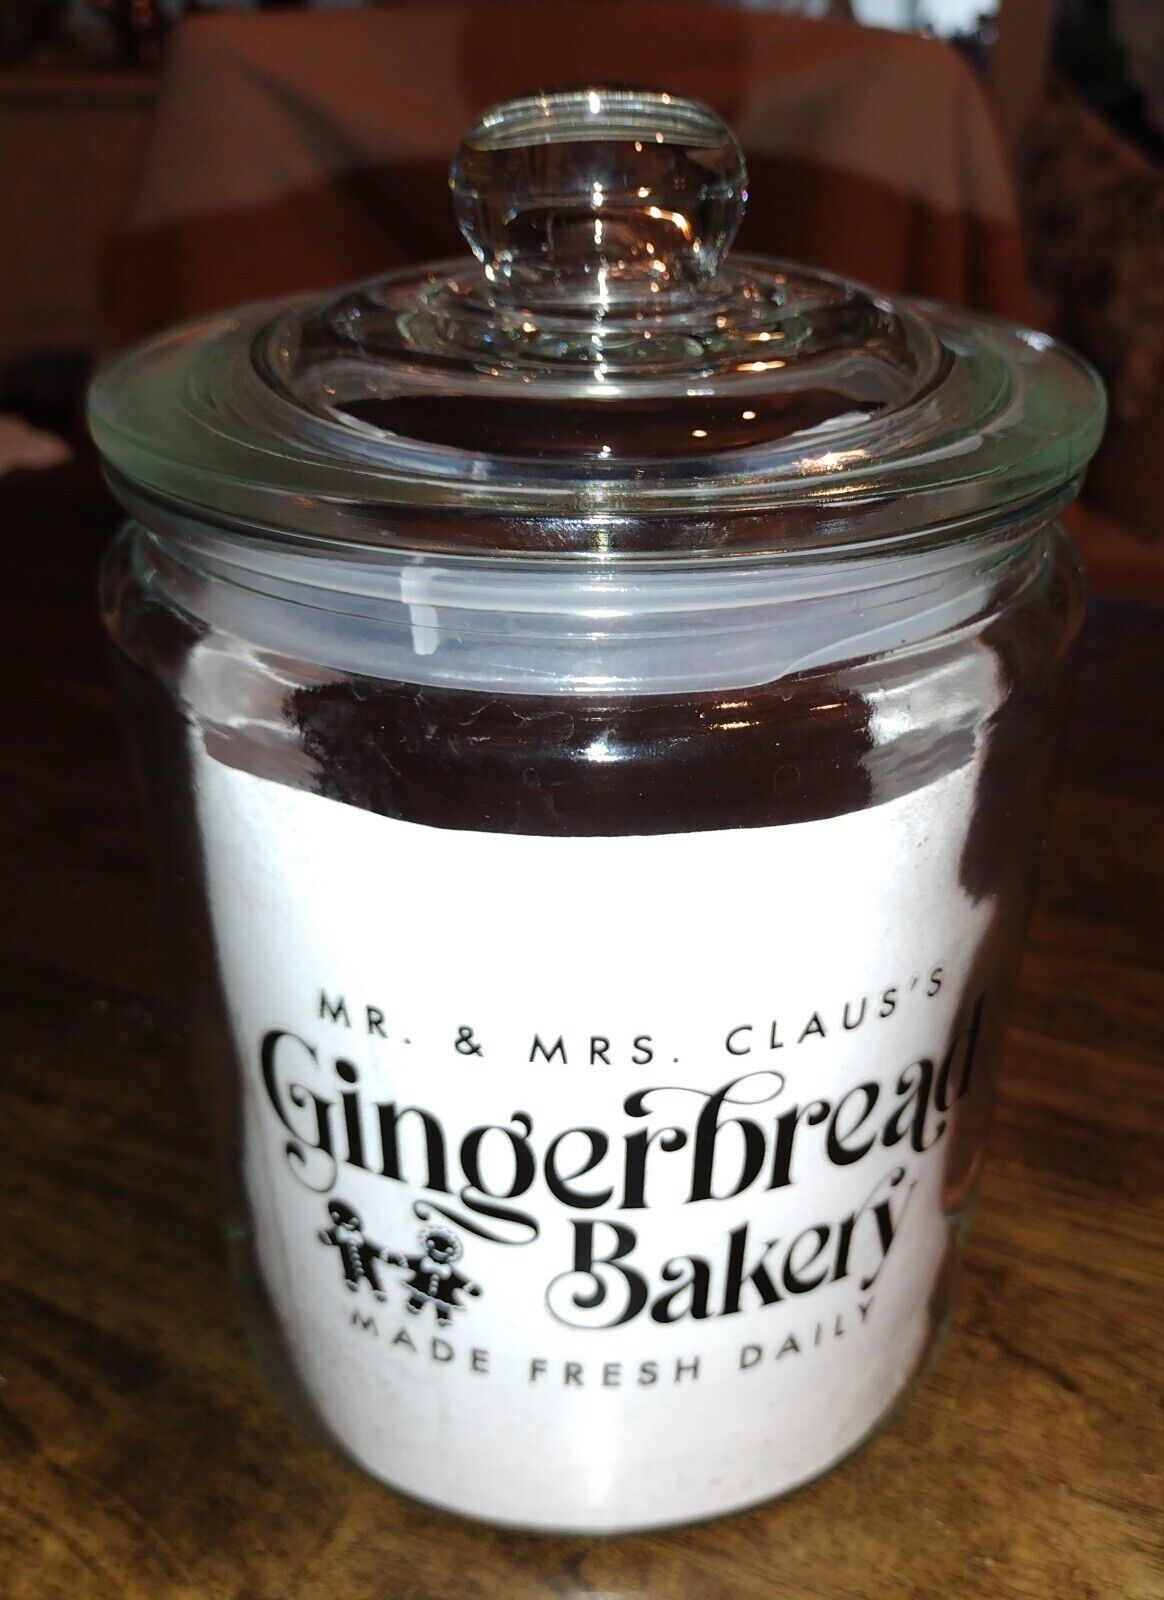 MR. & MRS. CLAUS'S
Gingerbread
Bakery
MADE FRESH DAILY